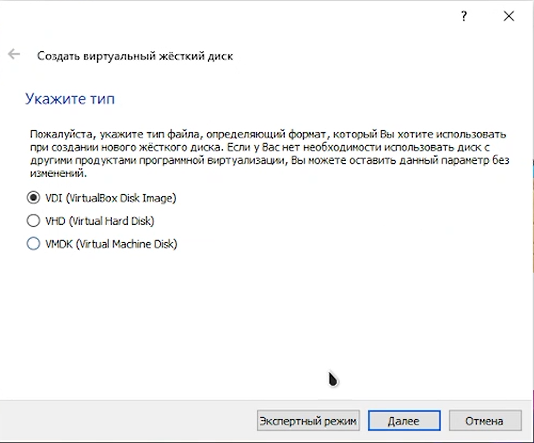 ?
Создать виртуальный жёсткий диск
Укажите тип
Пожалуйста, укажите тип файла, определяющий формат, который Вы хотите использовать
при создании нового жёсткого диска. Если у Вас нет необходимости использовать диск с
другими продуктами программной виртуализации, Вы можете оставить данный параметр без
изменений.
VDI (VirtualBox Disk Image)
VHD (Virtual Hard Disk)
VMDK (Virtual Machine Disk)
Экспертный режим Далее Отмена